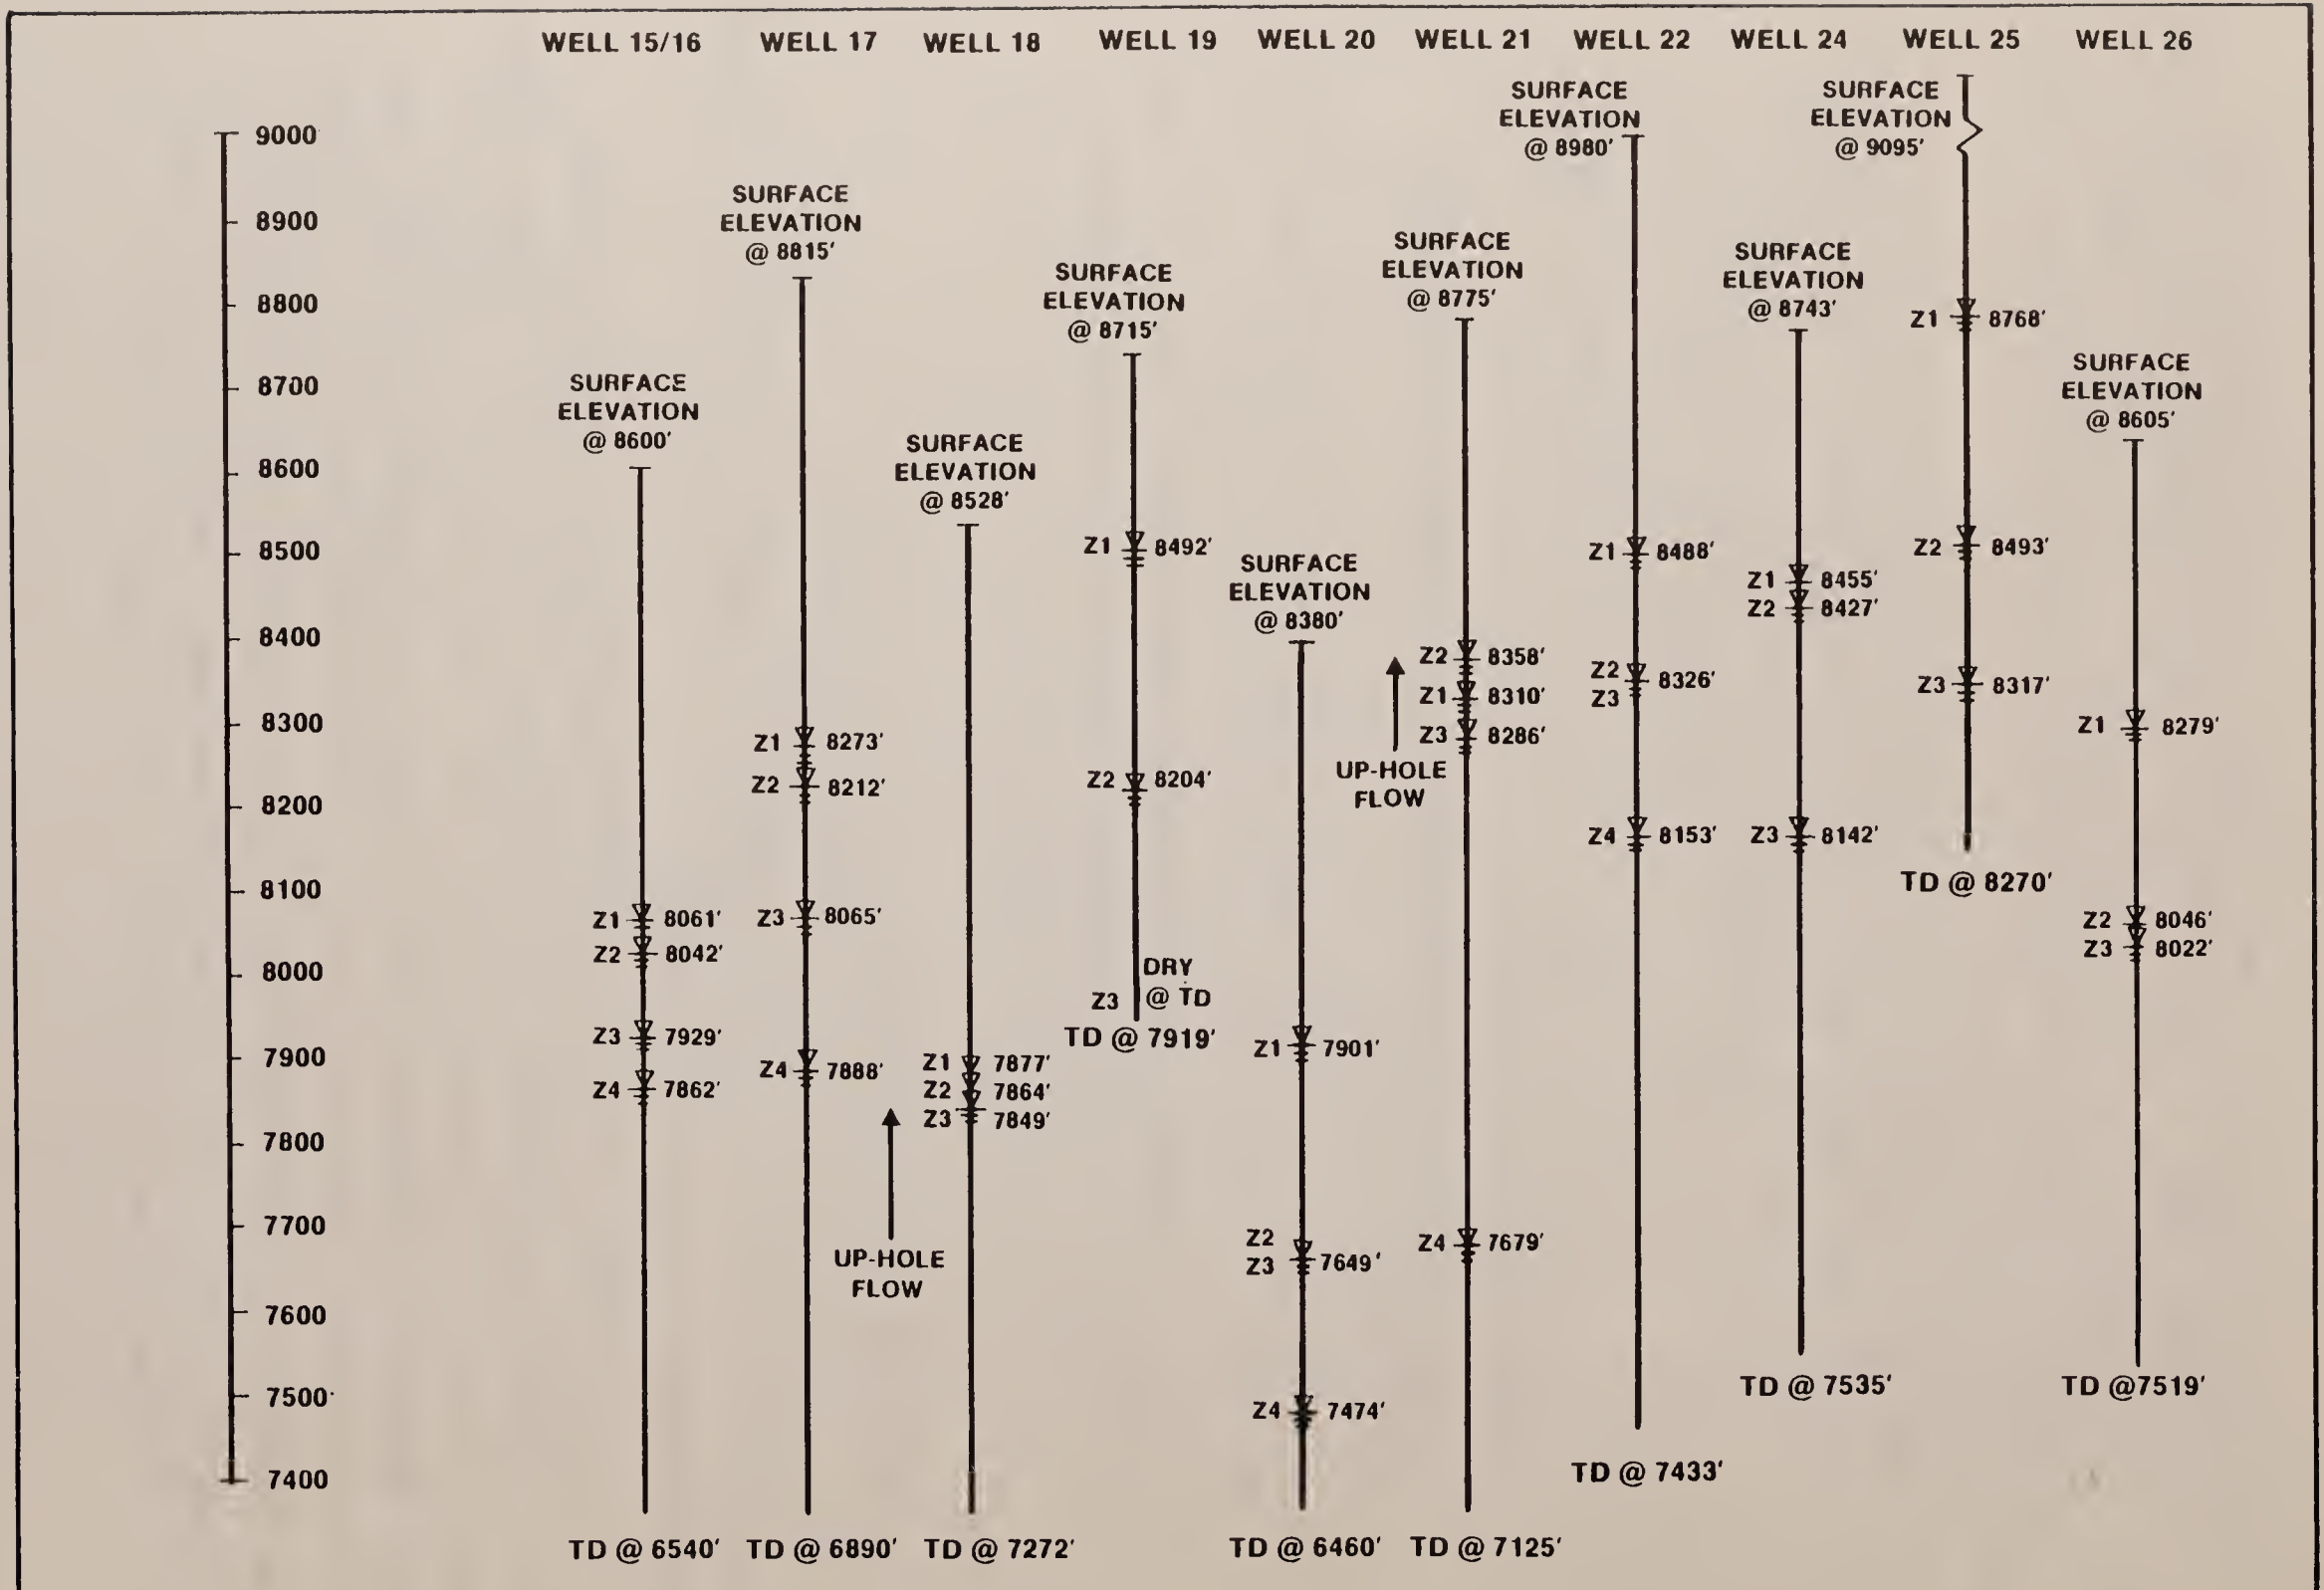 WELL 15/16
WELL 17
WELL 18
WELL 19
WELL 20
WELL 21
WELL 22
WELL 24
WELL 25
WELL 26
9000
8900
8800
8700
8600
8500
8400
8300
8200
8100
8000
7900
7800
7700
7600
7500
7400
SURFACE
ELEVATION
@ 8600'
Z1 8061'
Z2 8042'
Z3 7929'
Z4 7862'
TD @ 6540'
SURFACE
ELEVATION
@ 8815'
Z1 8273'
Z2 8212'
Z3 8065'
Z4 7888'
TD @ 6890'
SURFACE
ELEVATION
@ 8528'
Z1 7877'
Z2 7864'
Z3 7849'
UP-HOLE
FLOW
TD @ 7272'
SURFACE
ELEVATION
@ 8715'
Z1 8492'
Z2 8204'
DRY
Z3 @ TD
TD @ 7919'
SURFACE
ELEVATION
@ 8380'
Z1 7901'
Z2
Z3 7649'
Z4 7474'
TD @ 6460'
SURFACE
ELEVATION
@ 8775'
Z2 8358'
Z1 8310'
Z3 8286'
UP-HOLE
FLOW
Z4 7679'
TD @ 7125'
SURFACE
ELEVATION
@ 8980'
Z1 8488'
Z2 8326'
Z3
Z4 8153'
TD @ 7433'
SURFACE
ELEVATION
@ 8743'
Z1 8455'
Z2 8427'
Z3 8142'
TD @ 7535'
SURFACE
ELEVATION
@ 9095'
Z1 8768'
Z2 8493'
Z3 8317'
TD @ 8270'
SURFACE
ELEVATION
@ 8605'
Z1 8279'
Z2 8046'
Z3 8022'
TD @7519'